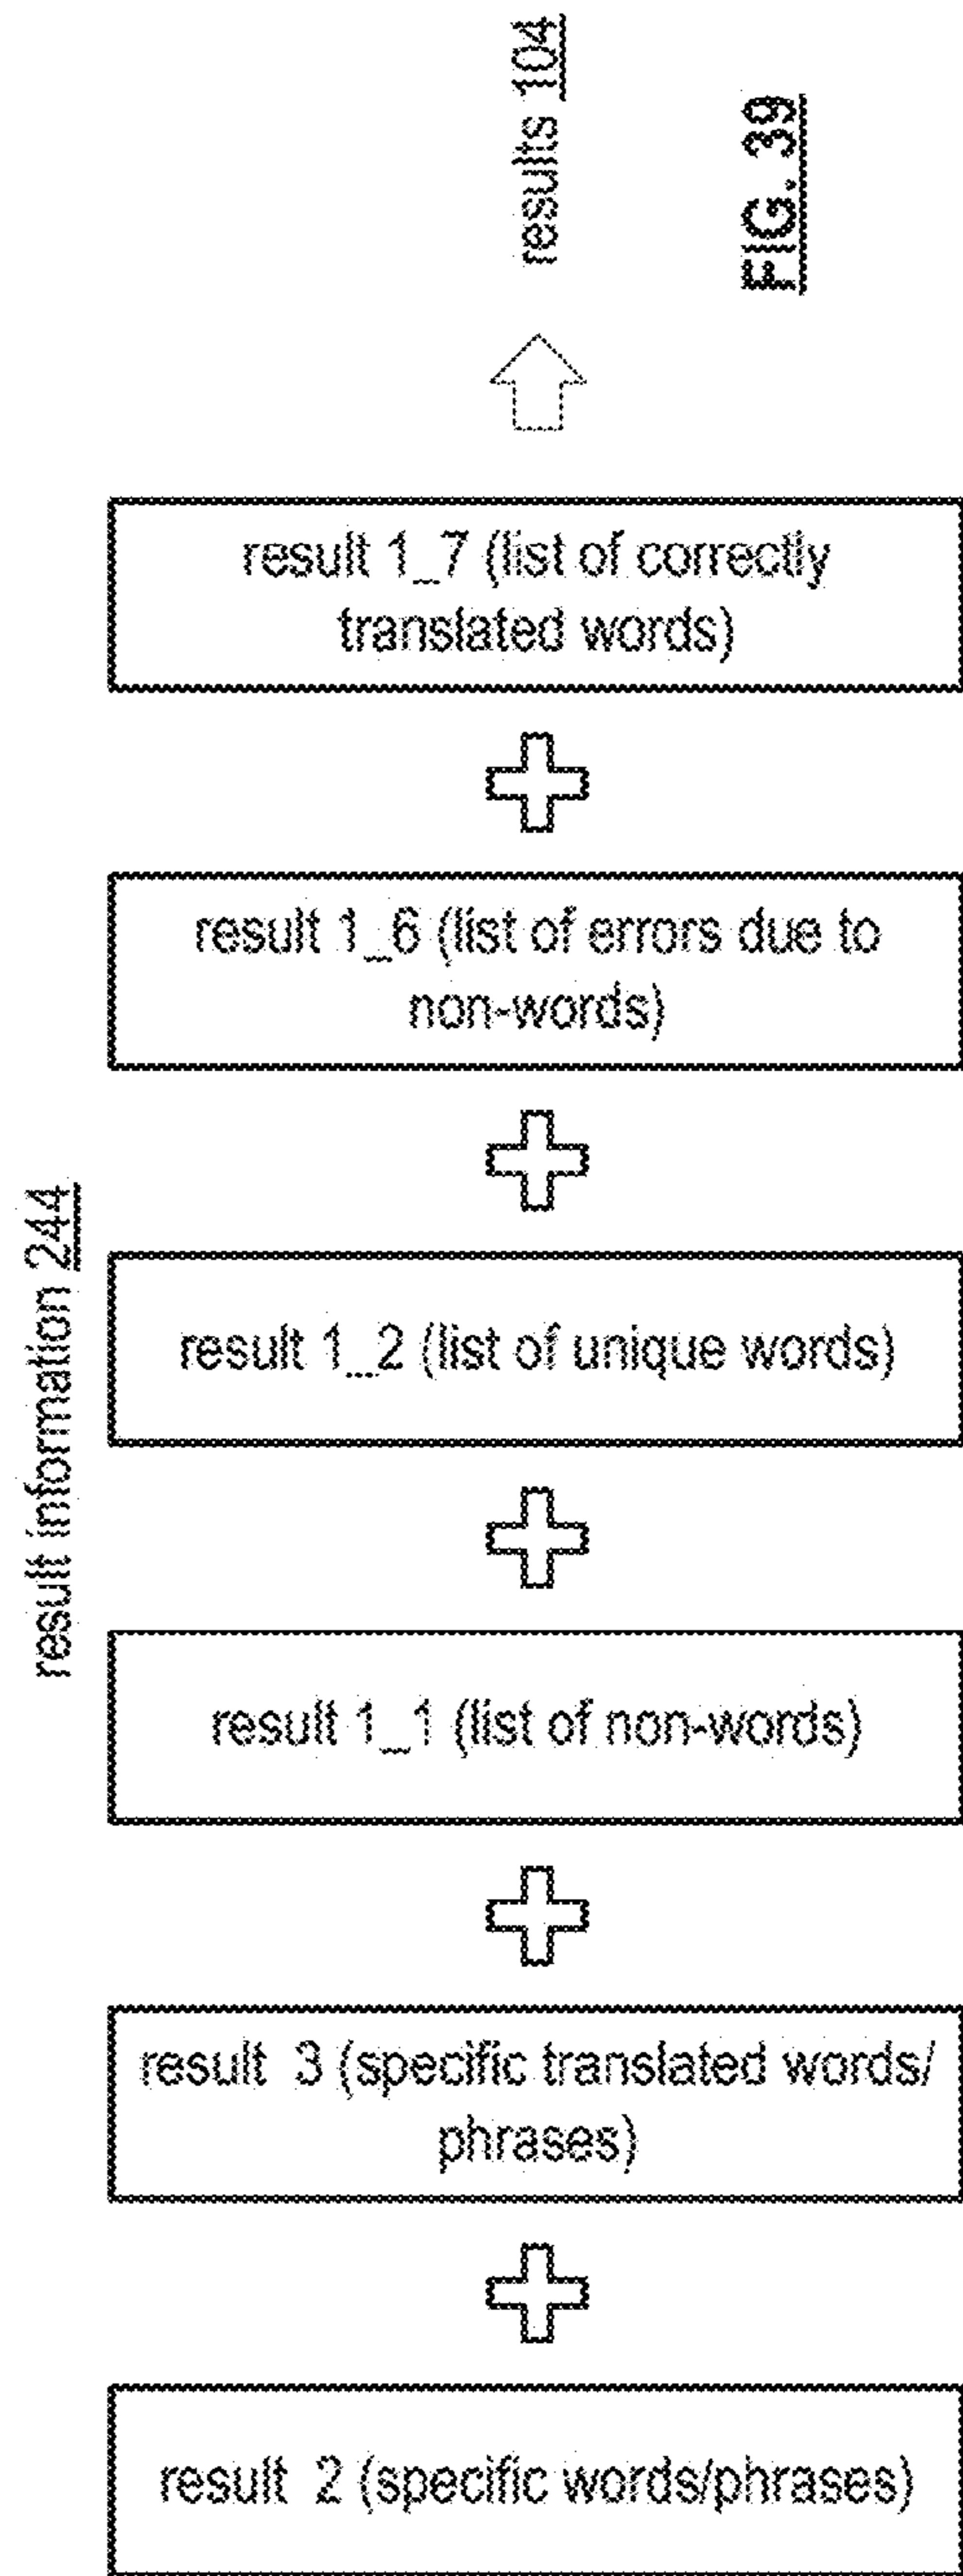 results 104
FIG. 39
result 1_7 (list of correctly
translated words)
result 1_6 (list of errors due to
non-words)
result information 244
result 1_2 (list of unique words)
result 1_1 (list of non-words)
result 3 (specific translated words/
phrases)
result 2 (specific words/phrases)